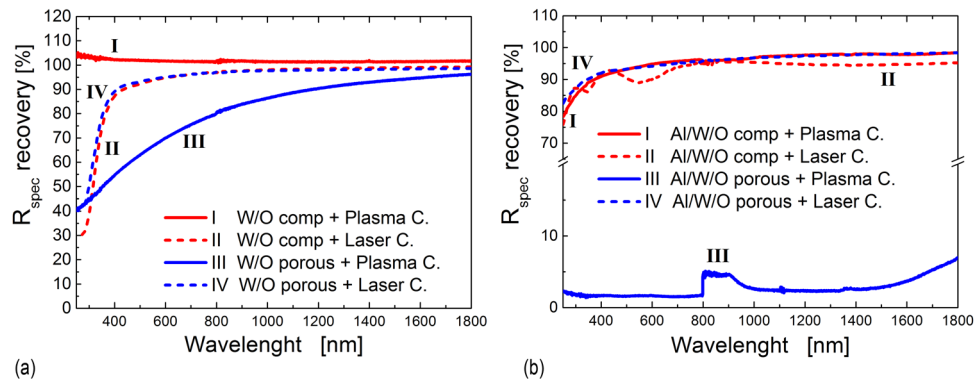 R_spec recovery [%]
120
110
100
90
80
70
60
50
40
30
20
10
0
I
IV
II
III
I W/O comp + Plasma C.
II W/O comp + Laser C.
III W/O porous + Plasma C.
IV W/O porous + Laser C.
400 600 800 1000 1200 1400 1600 1800
Wavelenght [nm]
(a)
R_spec recovery [%]
110
100
90
80
70
10
5
0
IV
I
II
I Al/W/O comp + Plasma C.
II Al/W/O comp + Laser C.
III Al/W/O porous + Plasma C.
IV Al/W/O porous + Laser C.
III
400 600 800 1000 1200 1400 1600 1800
Wavelenght [nm]
(b)